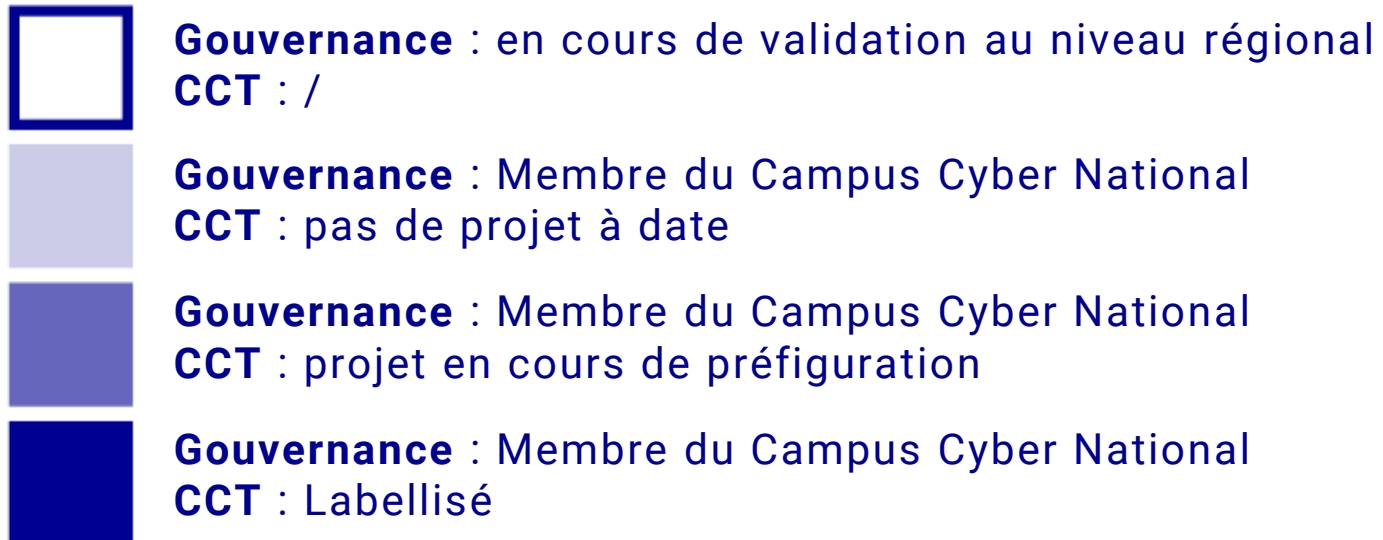 Gouvernance : en cours de validation au niveau régional
CCT : /
Gouvernance : Membre du Campus Cyber National
CCT : pas de projet à date
Gouvernance : Membre du Campus Cyber National
CCT : projet en cours de préfiguration
Gouvernance : Membre du Campus Cyber National
CCT : Labellisé